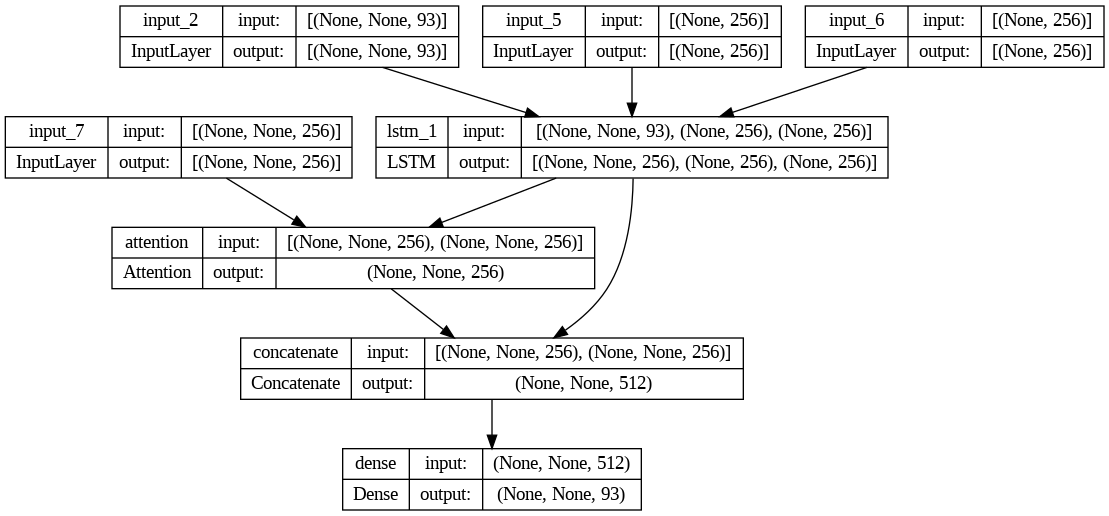 input_2 input: [(None, None, 93)]
InputLayer output: [(None, None, 93)]
input_5 input: [(None, 256)]
InputLayer output: [(None, 256)]
input_6 input: [(None, 256)]
InputLayer output: [(None, 256)]
input_7 input: [(None, None, 256)]
InputLayer output: [(None, None, 256)]
lstm_1 input: [(None, None, 93), (None, 256), (None, 256)]
LSTM output: [(None, None, 256), (None, 256), (None, 256)]
attention input: [(None, None, 256), (None, None, 256)]
Attention output: (None, None, 256)
concatenate input: [(None, None, 256), (None, None, 256)]
Concatenate output: (None, None, 512)
dense input: (None, None, 512)
Dense output: (None, None, 93)